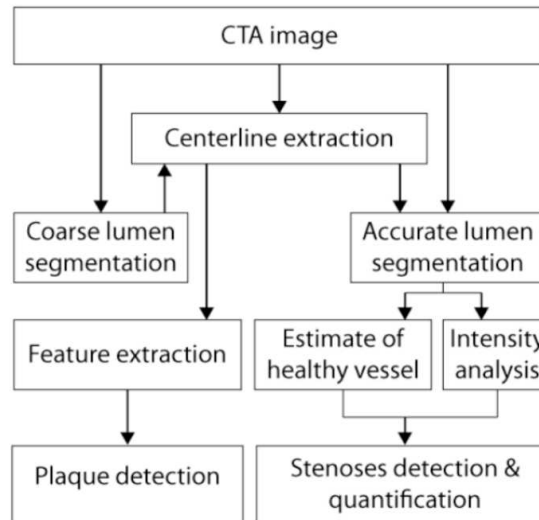 CTA image
Centerline extraction
Coarse lumen
segmentation
Accurate lumen
segmentation
Feature extraction
Estimate of
healthy vessel
Intensity
analysis
Plaque detection
Stenoses detection &
quantification